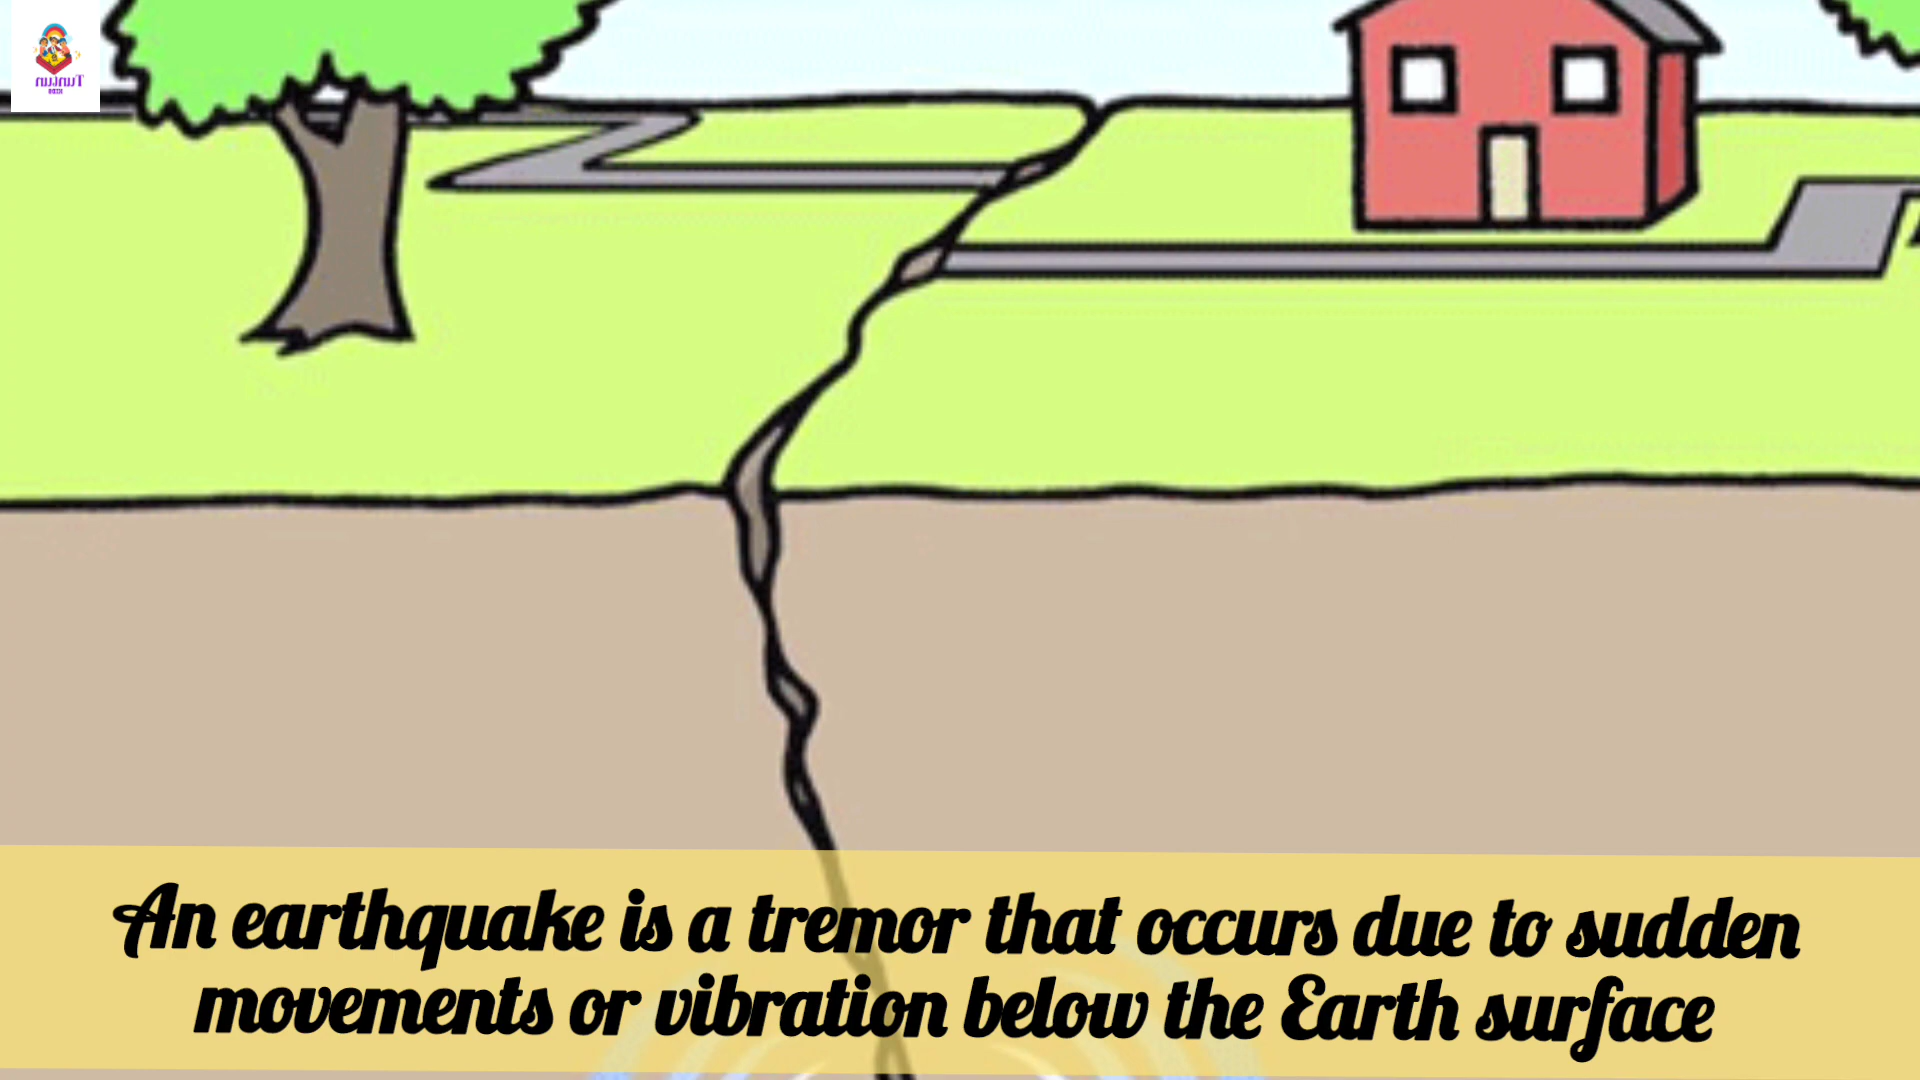 An earthquake is a tremor that occurs due to sudden
movements or vibration below the Earth surface